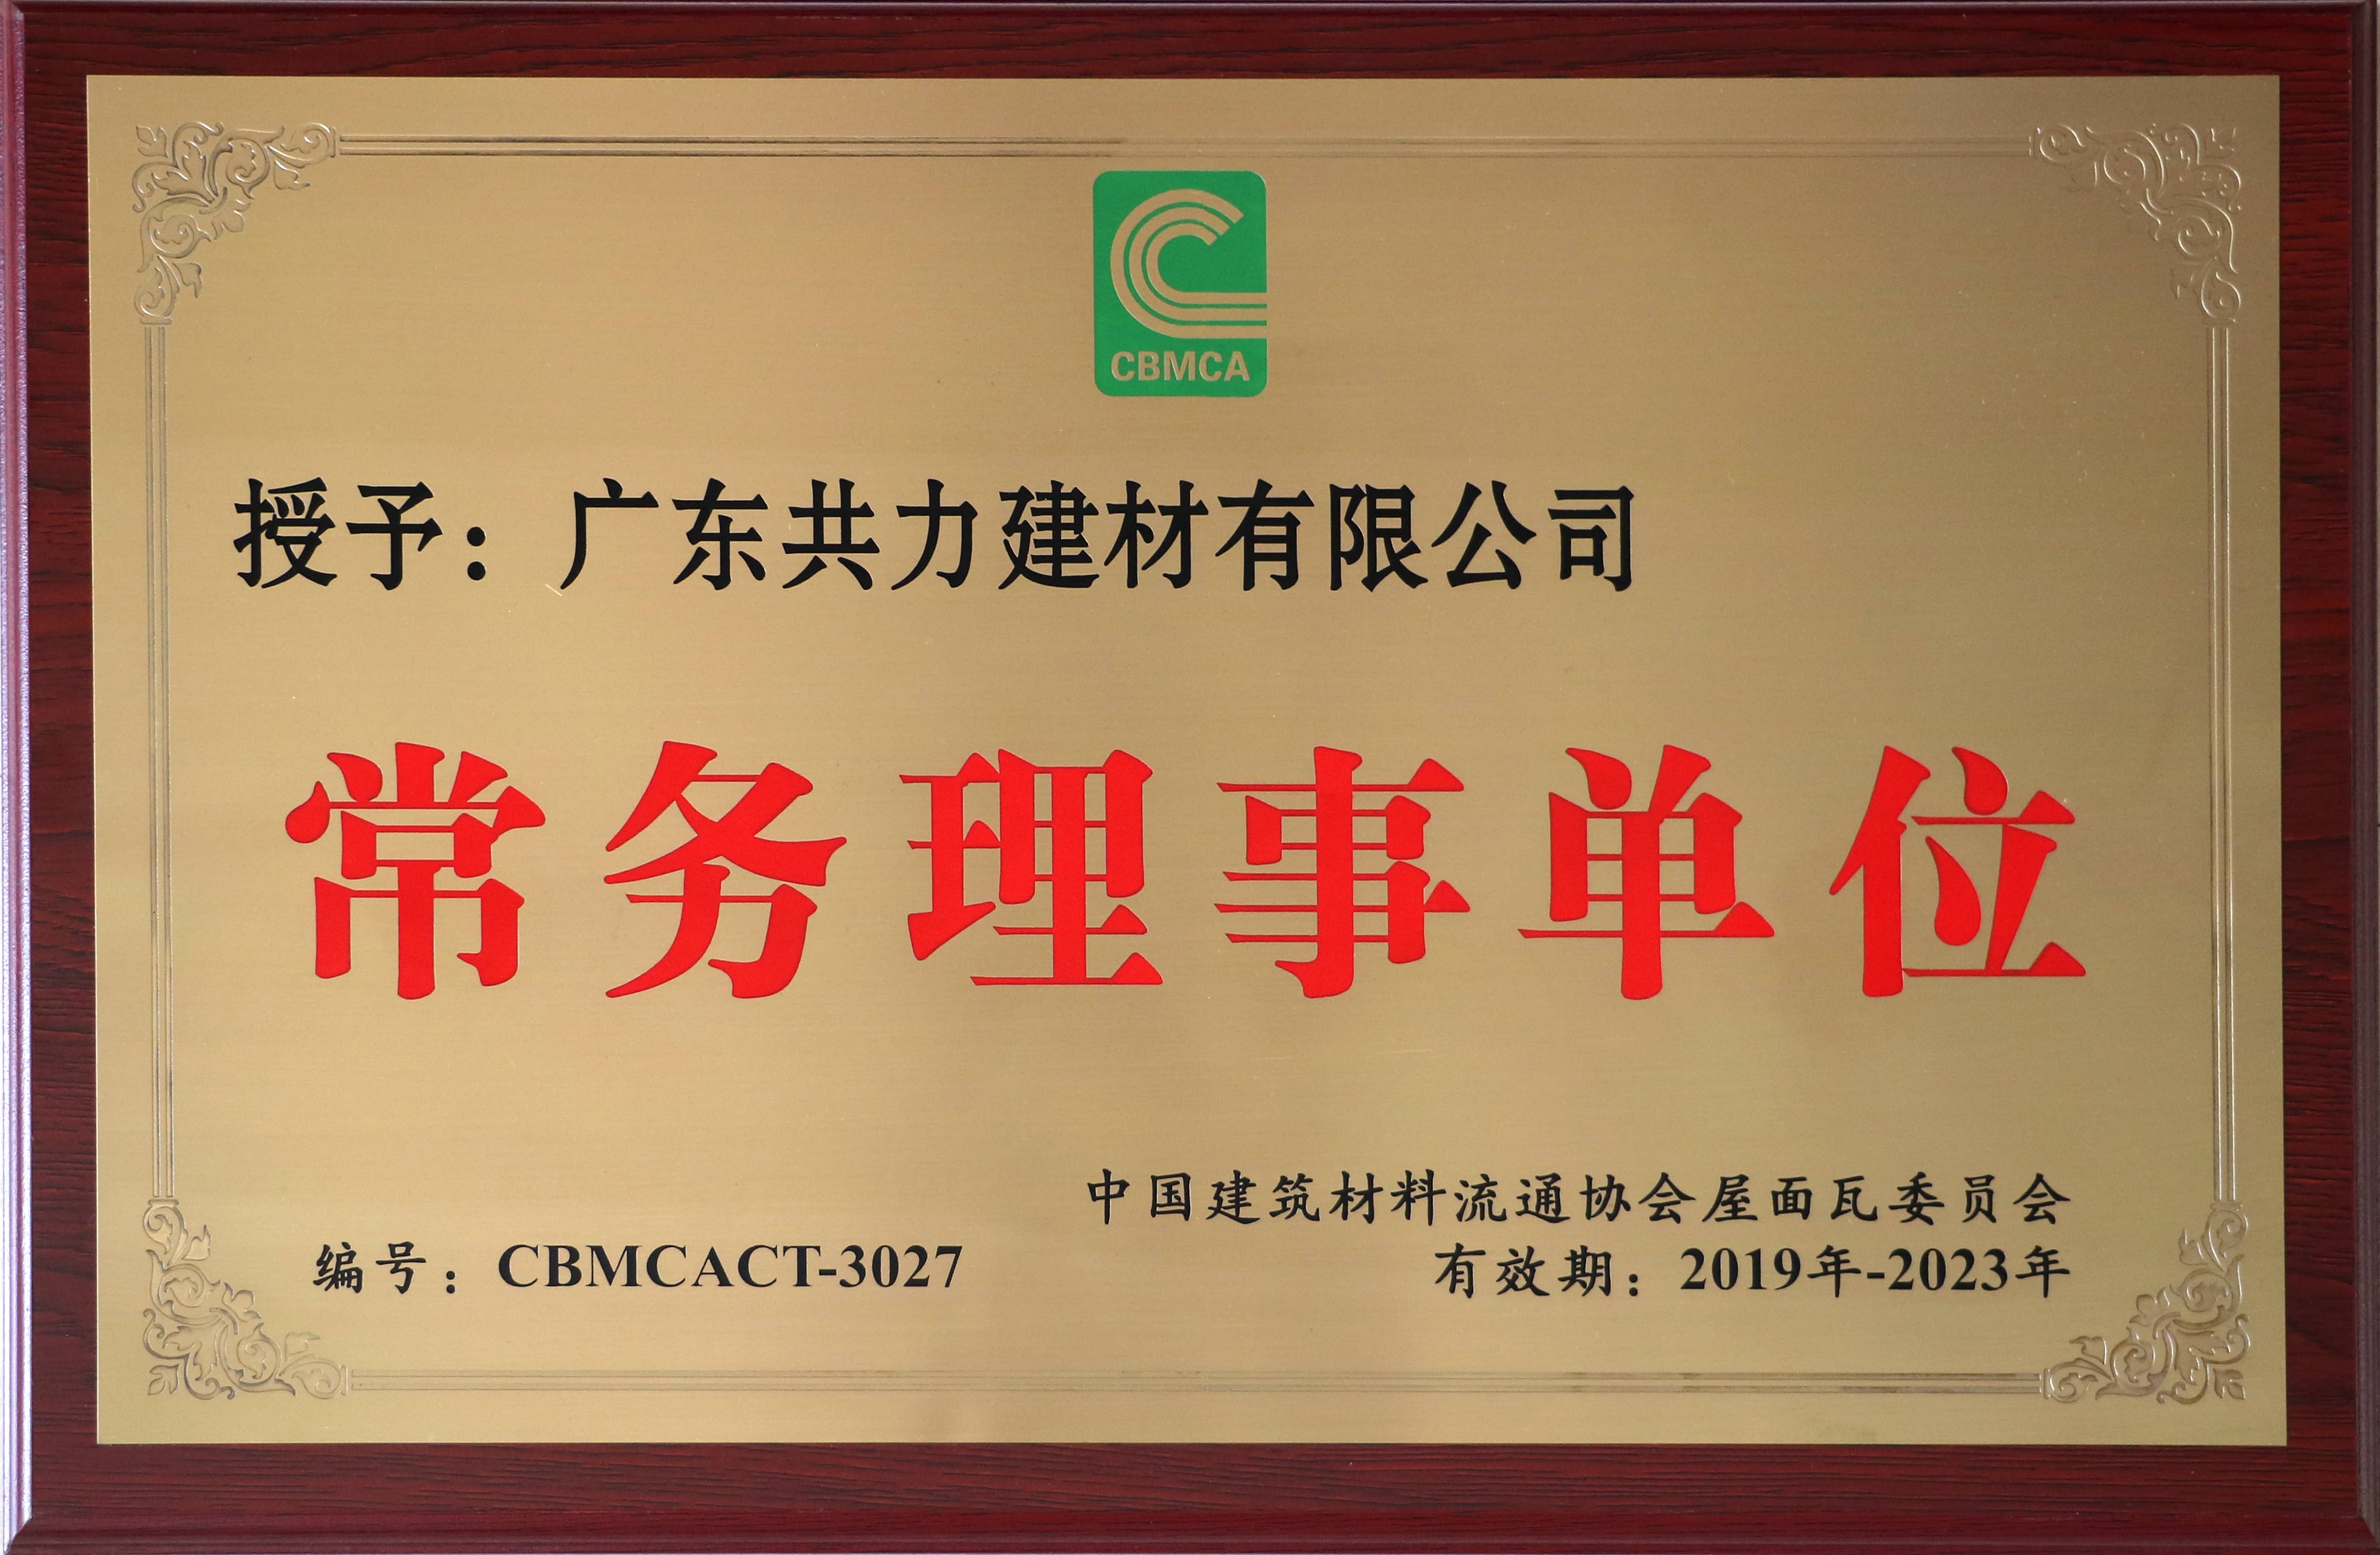 CBMCA
授予：广东共力建材有限公司
常务理事单位
中国建筑材料流通协会屋面瓦委员会
编号：CBMCACT-3027
有效期：2019年-2023年